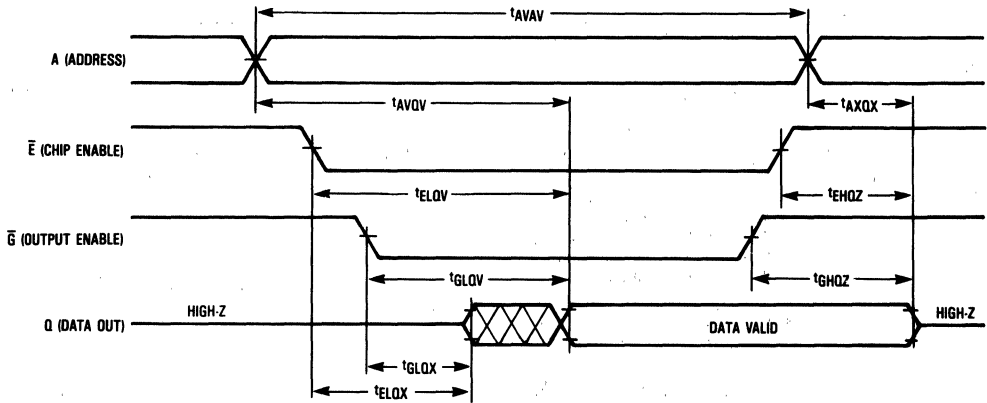 tAVAV
A (ADDRESS)
tAVQV
tAXQX
E̅ (CHIP ENABLE)
tELQV
tEHQZ
G̅ (OUTPUT ENABLE)
tGLQV
tGHQZ
Q (DATA OUT)
HIGH-Z
DATA VALID
HIGH-Z
tGLQX
tELQX